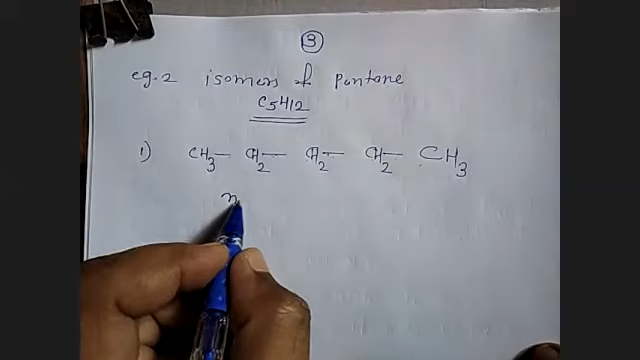 3
eg.2 isomers of pentane
C5H12
1) CH3- CH2- CH2- CH2- CH3
n